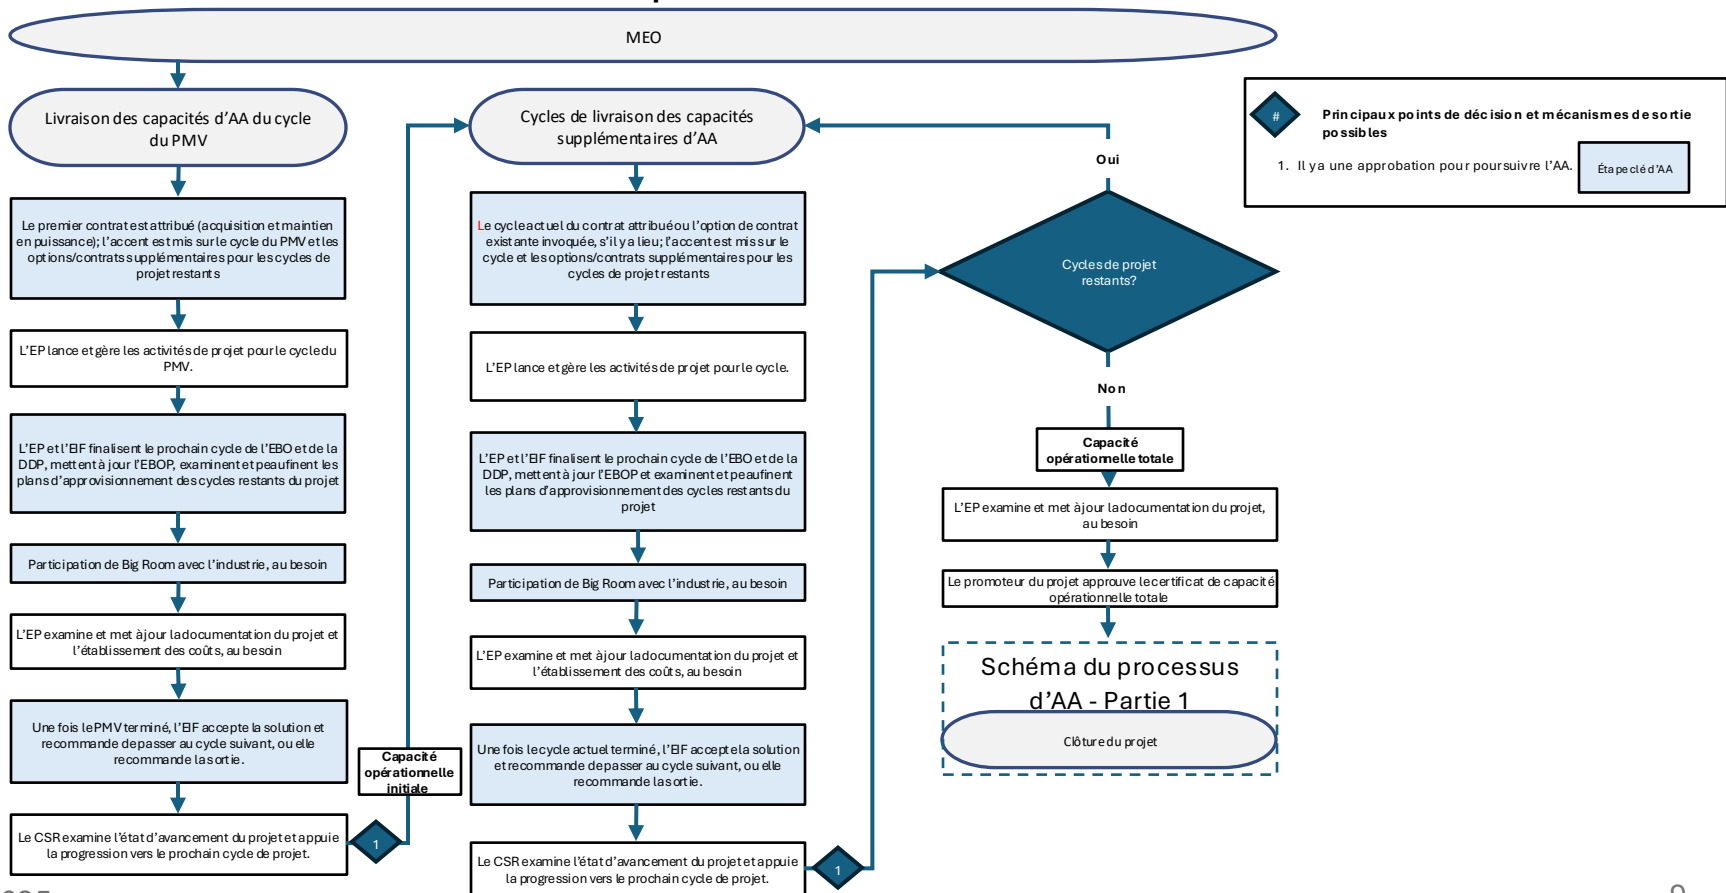 MEO
Livraison des capacités d'AA du cycle
du PMV
Le premier contrat est attribué (acquisition et maintien
en puissance); l'accent est mis sur le cycle du PMV et les
options/contrats supplémentaires pour les cycles de
projet restants
L'EP lance et gère les activités de projet pour le cycle du
PMV.
L'EP et l'EIF finalisent le prochain cycle de l'EBO et de la
DDP, mettent à jour l'EBOP, examinent et peaufinent les
plans d'approvisionnement des cycles restants du projet
Participation de Big Room avec l'industrie, au besoin
L'EP examine et met à jour la documentation du projet et
l'établissement des coûts, au besoin
Une fois le PMV terminé, l'EIF accepte la solution et
recommande de passer au cycle suivant, ou elle
recommande la sortie.
Le CSR examine l'état d'avancement du projet et appuie
la progression vers le prochain cycle de projet.
1
Capacité
opérationnelle
initiale
Cycles de livraison des capacités
supplémentaires d'AA
Le cycle actuel du contrat attribué ou l'option de contrat
existante invoquée, s'il y a lieu; l'accent est mis sur le
cycle et les options/contrats supplémentaires pour les
cycles de projet restants
L'EP lance et gère les activités de projet pour le cycle.
L'EP et l'EIF finalisent le prochain cycle de l'EBO et de la
DDP, mettent à jour l'EBOP et examinent et peaufinent
les plans d'approvisionnement des cycles restants du
projet
Participation de Big Room avec l'industrie, au besoin
L'EP examine et met à jour la documentation du projet et
l'établissement des coûts, au besoin
Une fois le cycle actuel terminé, l'EIF accepte la solution
et recommande de passer au cycle suivant, ou elle
recommande la sortie.
Le CSR examine l'état d'avancement du projet et appuie
la progression vers le prochain cycle de projet.
1
Oui
Cycles de projet
restants?
Non
Capacité
opérationnelle totale
L'EP examine et met à jour la documentation du projet,
au besoin
Le promoteur du projet approuve le certificat de capacité
opérationnelle totale
Schéma du processus
d'AA - Partie 1
Clôture du projet
#
Principaux points de décision et mécanismes de sortie
possibles
1. Il y a une approbation pour poursuivre l'AA.
Étape clé d'AA